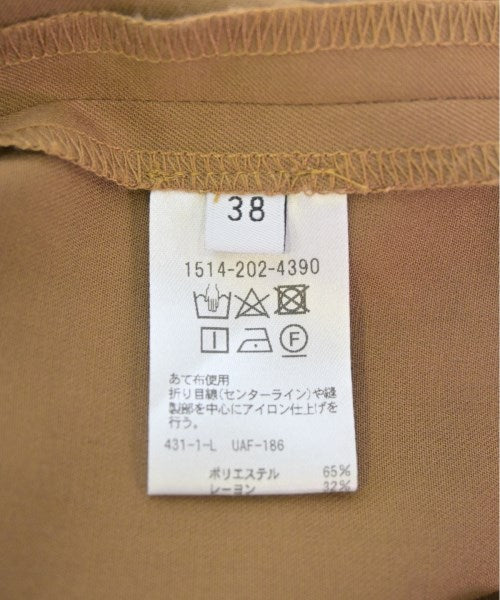 38
1514-202-4390
F
あて布使用
折り目線(センターライン)や縫
製部を中心にアイロン仕上げを
行う。
431-1-L UAF-186
ポリエステル 65%
レーヨン 32%